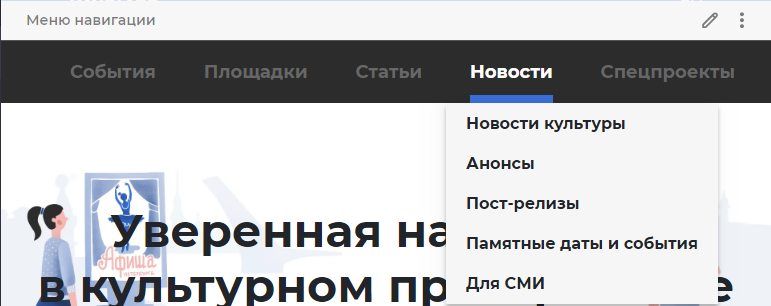 Меню навигации
События Площадки Статьи Новости Спецпроекты
Новости культуры
Анонсы
Пост-релизы
Памятные даты и события
Для СМИ
Уверенная на
в культурном пр
Афиша